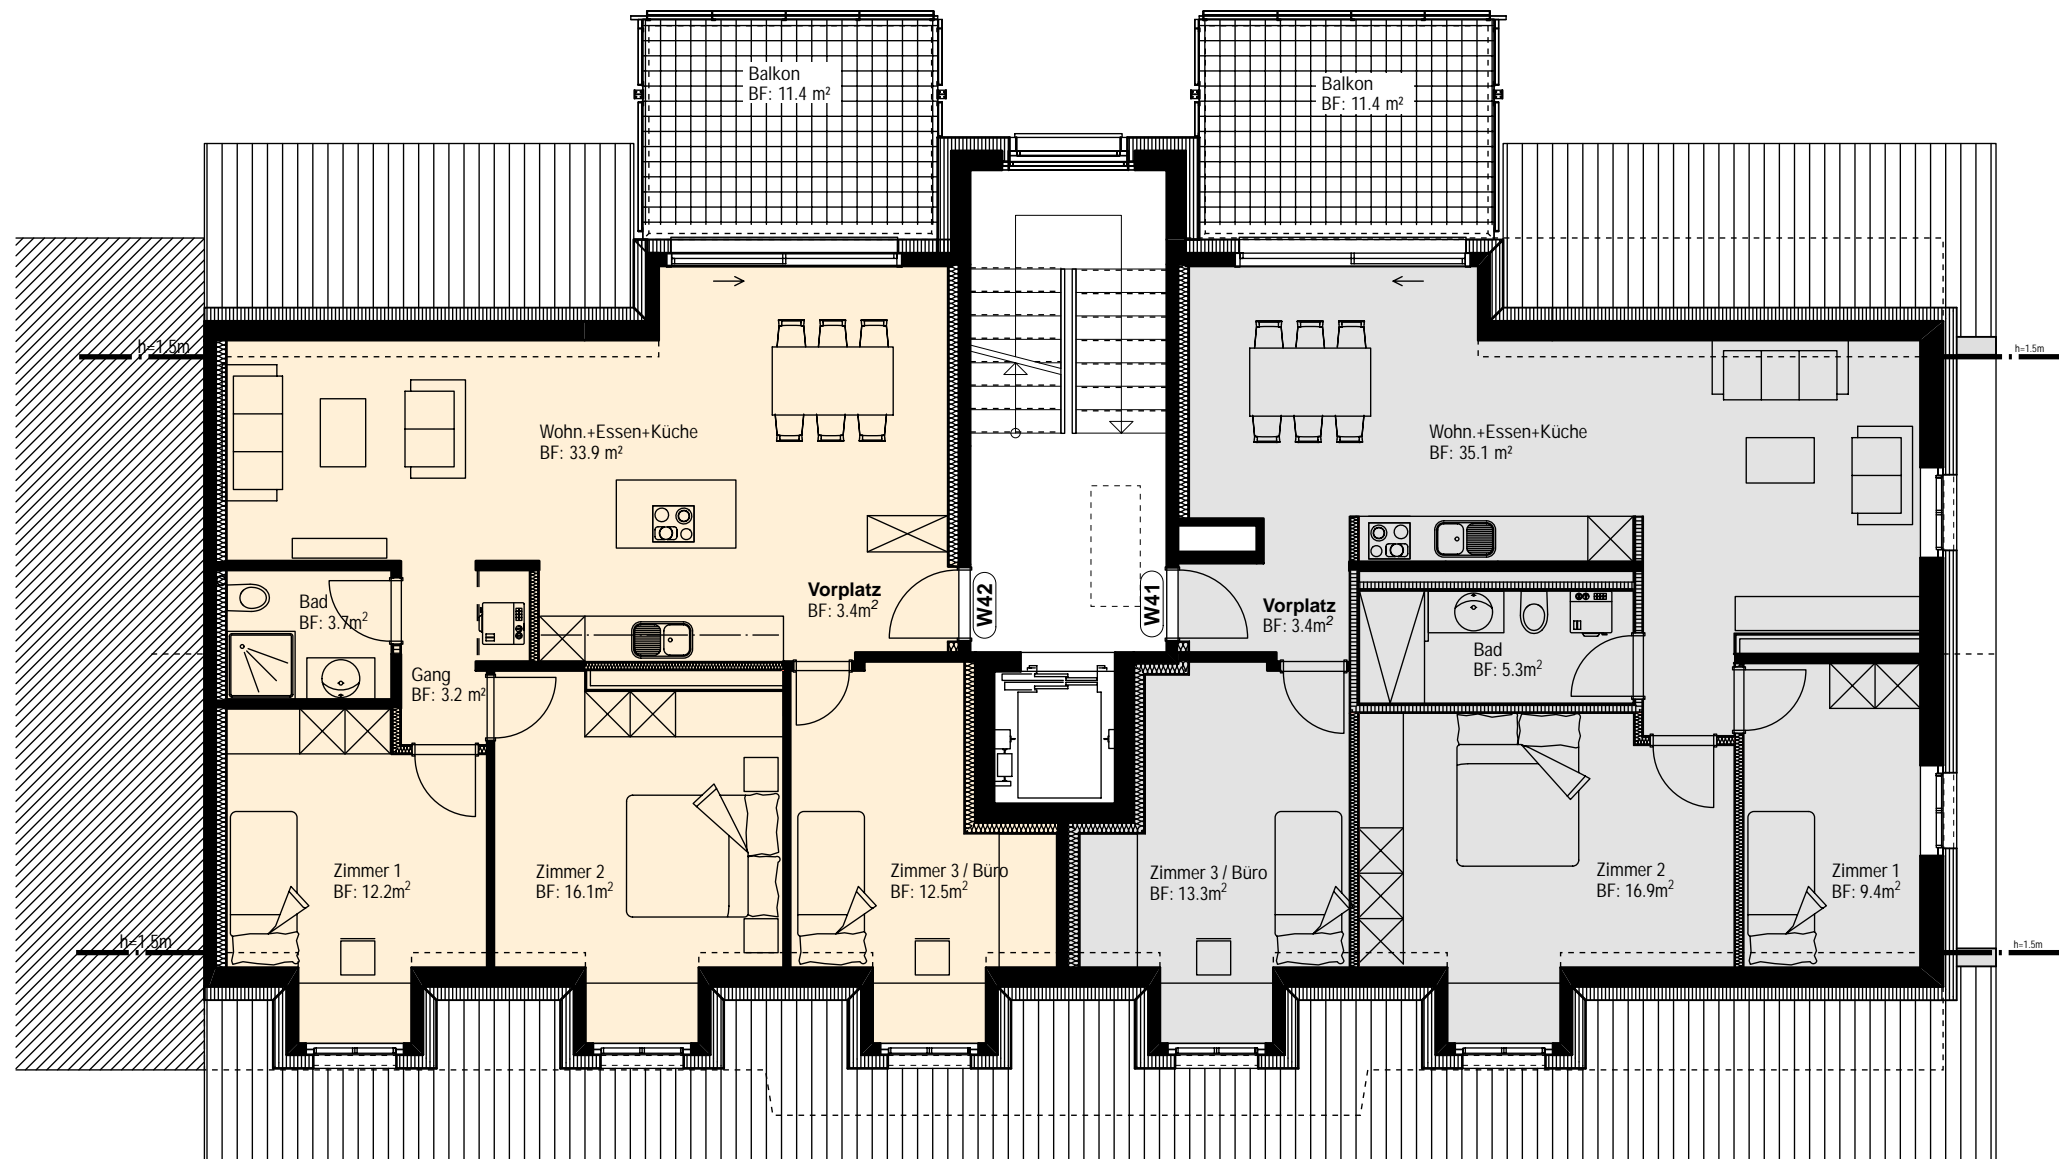 Balkon
BF: 11.4 m²
Balkon
BF: 11.4 m²
h=1.5m
h=1.5m
Wohn.+Essen+Küche
BF: 33.9 m²
Wohn.+Essen+Küche
BF: 35.1 m²
Bad
BF: 3.7m²
Vorplatz
BF: 3.4m²
W42
W41
Vorplatz
BF: 3.4m²
Gang
BF: 3.2 m²
Bad
BF: 5.3m²
Zimmer 1
BF: 12.2m²
Zimmer 2
BF: 16.1m²
Zimmer 3 / Büro
BF: 12.5m²
Zimmer 3 / Büro
BF: 13.3m²
Zimmer 2
BF: 16.9m²
Zimmer 1
BF: 9.4m²
h=1.5m
h=1.5m